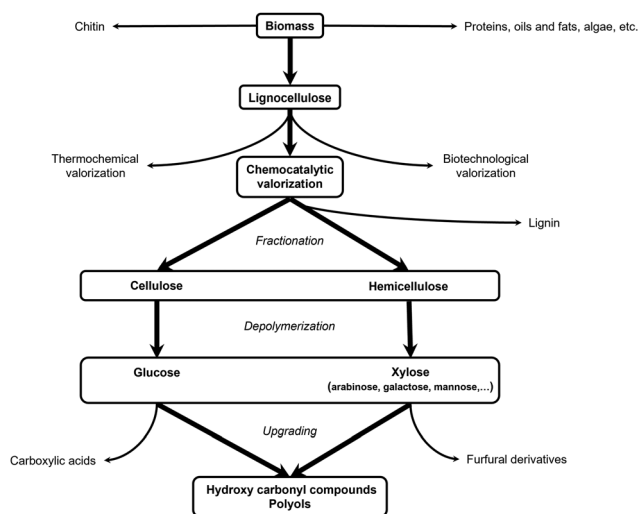 Chitin
Biomass
Proteins, oils and fats, algae, etc.
Lignocellulose
Thermochemical
valorization
Chemocatalytic
valorization
Biotechnological
valorization
Lignin
Fractionation
Cellulose
Hemicellulose
Depolymerization
Glucose
Xylose
(arabinose, galactose, mannose,...)
Upgrading
Carboxylic acids
Furfural derivatives
Hydroxy carbonyl compounds
Polyols